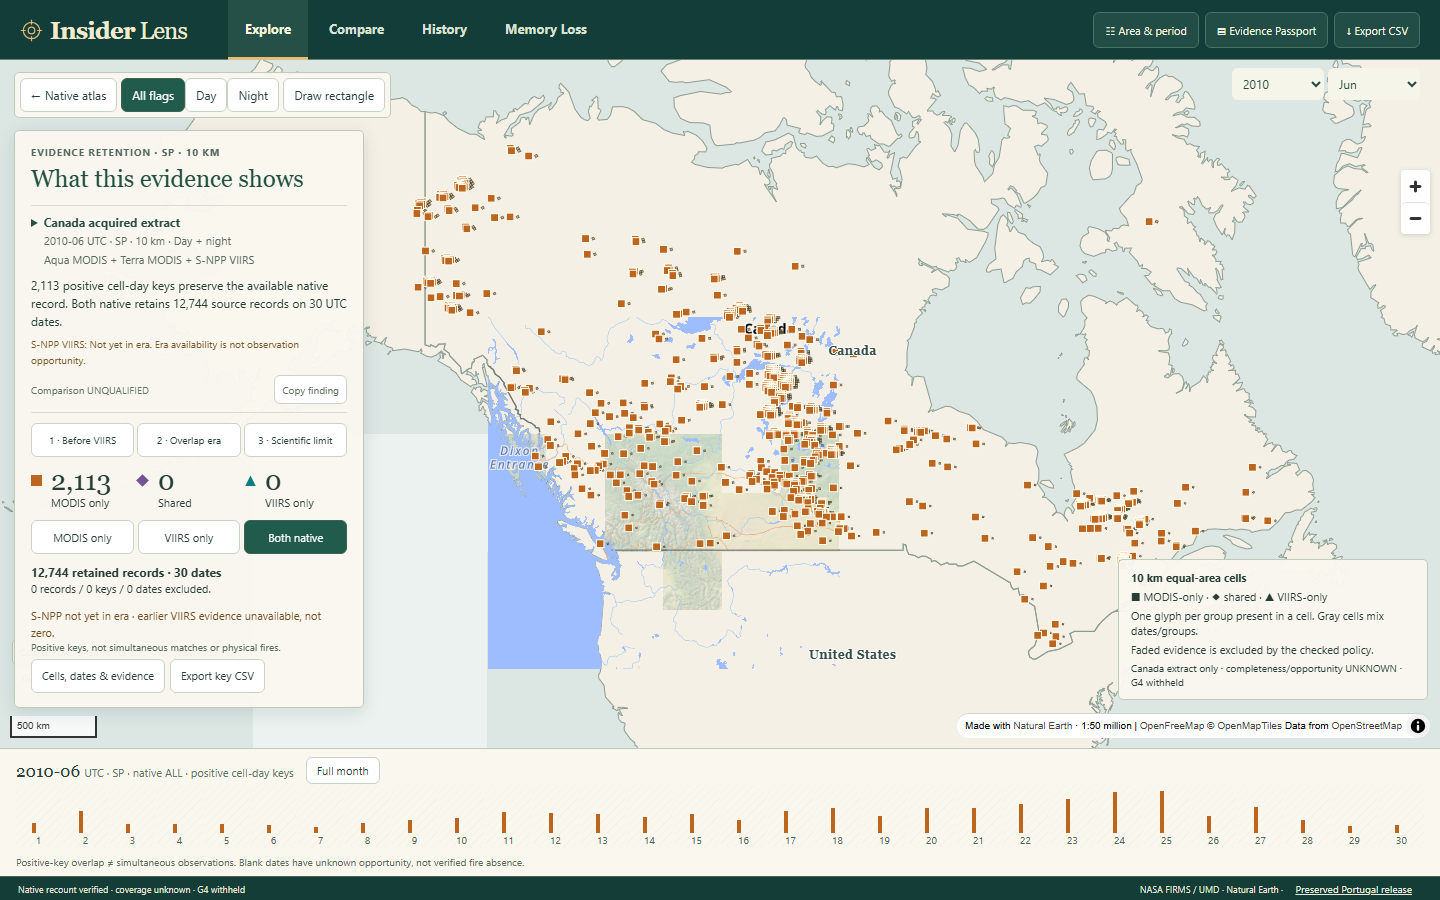 Insider Lens
Explore
Compare
History
Memory Loss
Area & period
Evidence Passport
↓ Export CSV
← Native atlas
All flags
Day
Night
Draw rectangle
2010
Jun
EVIDENCE RETENTION · SP · 10 KM
What this evidence shows
Canada acquired extract
2010-06 UTC · SP · 10 km · Day + night
Aqua MODIS + Terra MODIS + S-NPP VIIRS
2,113 positive cell-day keys preserve the available native
record. Both native retains 12,744 source records on 30 UTC
dates.
S-NPP VIIRS: Not yet in era. Era availability is not observation
opportunity.
Comparison UNQUALIFIED
Copy finding
1 · Before VIIRS
2 · Overlap era
3 · Scientific limit
2,113
MODIS only
0
Shared
0
VIIRS only
MODIS only
VIIRS only
Both native
12,744 retained records · 30 dates
0 records / 0 keys / 0 dates excluded.
S-NPP not yet in era · earlier VIIRS evidence unavailable, not
zero.
Positive keys, not simultaneous matches or physical fires.
Cells, dates & evidence
Export key CSV
500 km
Canada
Dixon
United States
+
−
10 km equal-area cells
■ MODIS-only · ◆ shared · ▲ VIIRS-only
One glyph per group present in a cell. Gray cells mix
dates/groups.
Faded evidence is excluded by the checked policy.
Canada extract only · completeness/opportunity UNKNOWN ·
G4 withheld
Made with Natural Earth · 1:50 million | OpenFreeMap © OpenMapTiles Data from OpenStreetMap
2010-06 UTC · SP · native ALL · positive cell-day keys
Full month
1 2 3 4 5 6 7 8 9 10 11 12 13 14 15 16 17 18 19 20 21 22 23 24 25 26 27 28 29 30
Positive-key overlap ≠ simultaneous observations. Blank dates have unknown opportunity, not verified fire absence.
Native recount verified · coverage unknown · G4 withheld
NASA FIRMS / UMD · Natural Earth ·
Preserved Portugal release